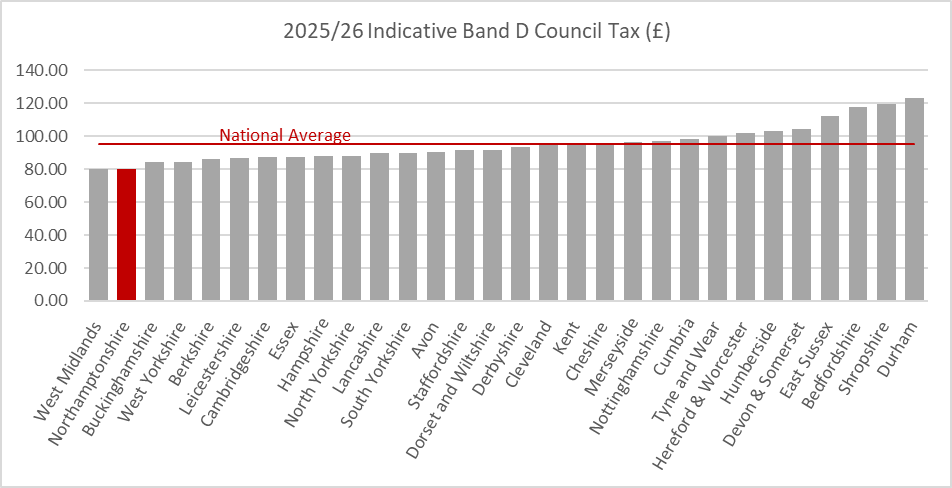 2025/26 Indicative Band D Council Tax (£)
140.00
120.00
100.00
80.00
60.00
40.00
20.00
0.00
National Average
West Midlands
Northamptonshire
Buckinghamshire
West Yorkshire
Berkshire
Leicestershire
Cambridgeshire
Essex
Hampshire
North Yorkshire
Lancashire
South Yorkshire
Avon
Staffordshire
Dorset and Wiltshire
Derbyshire
Cleveland
Kent
Cheshire
Merseyside
Nottinghamshire
Cumbria
Tyne and Wear
Hereford & Worcester
Humberside
Devon & Somerset
East Sussex
Bedfordshire
Shropshire
Durham